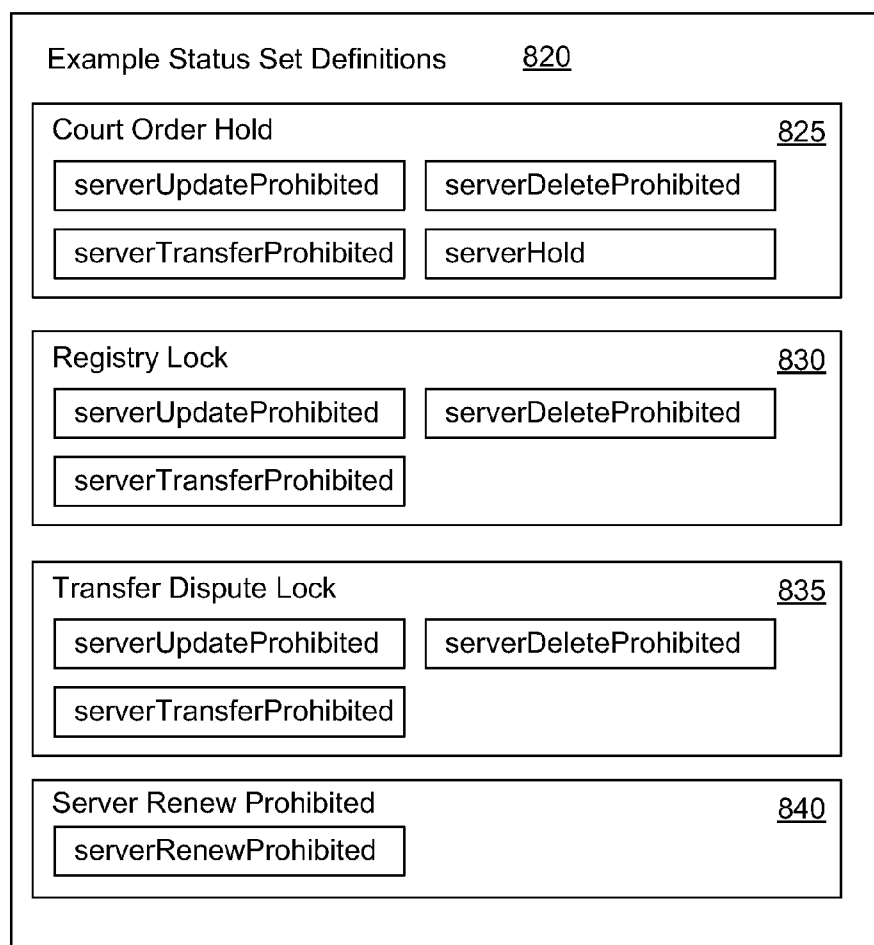 Example Status Set Definitions 820
Court Order Hold 825
serverUpdateProhibited serverDeleteProhibited
serverTransferProhibited serverHold
Registry Lock 830
serverUpdateProhibited serverDeleteProhibited
serverTransferProhibited
Transfer Dispute Lock 835
serverUpdateProhibited serverDeleteProhibited
serverTransferProhibited
Server Renew Prohibited 840
serverRenewProhibited